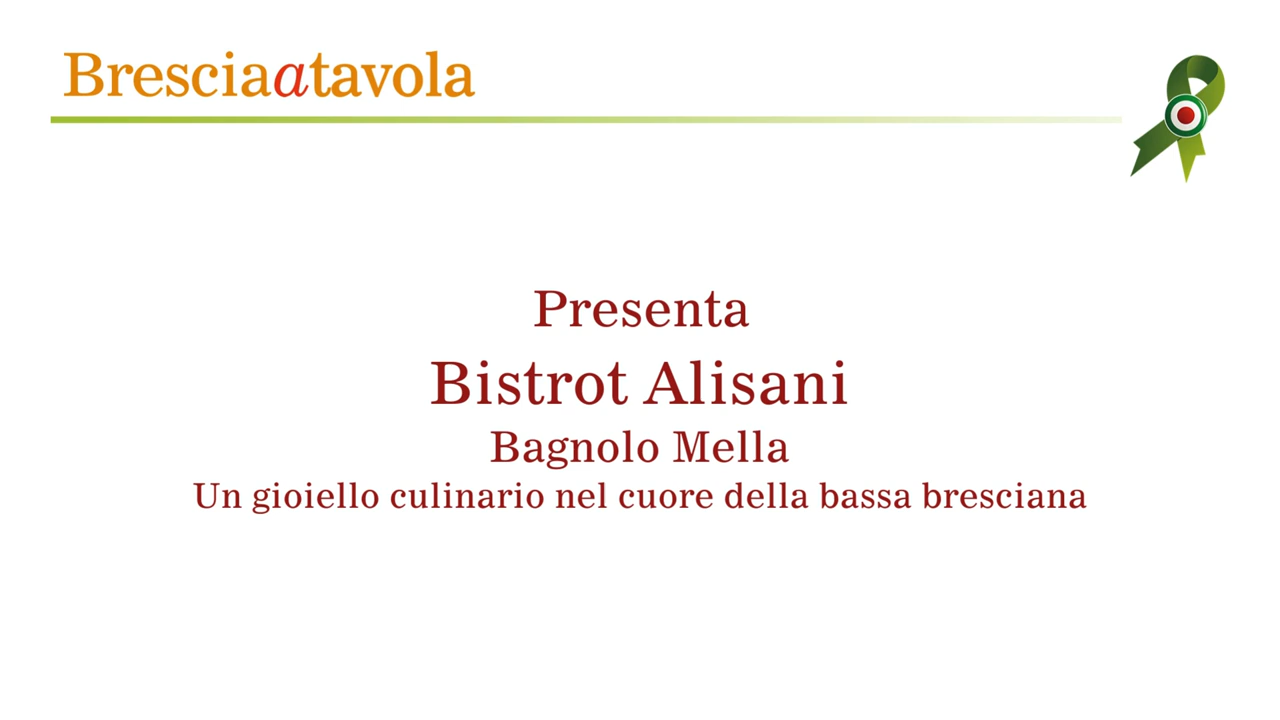 Bresciaatavola
Presenta
Bistrot Alisani
Bagnolo Mella
Un gioiello culinario nel cuore della bassa bresciana